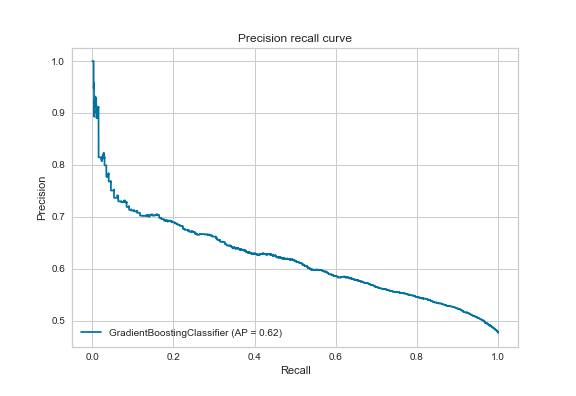 Precision recall curve
1.0
0.9
0.8
0.7
0.6
0.5
Precision
GradientBoostingClassifier (AP = 0.62)
0.0 0.2 0.4 0.6 0.8 1.0
Recall